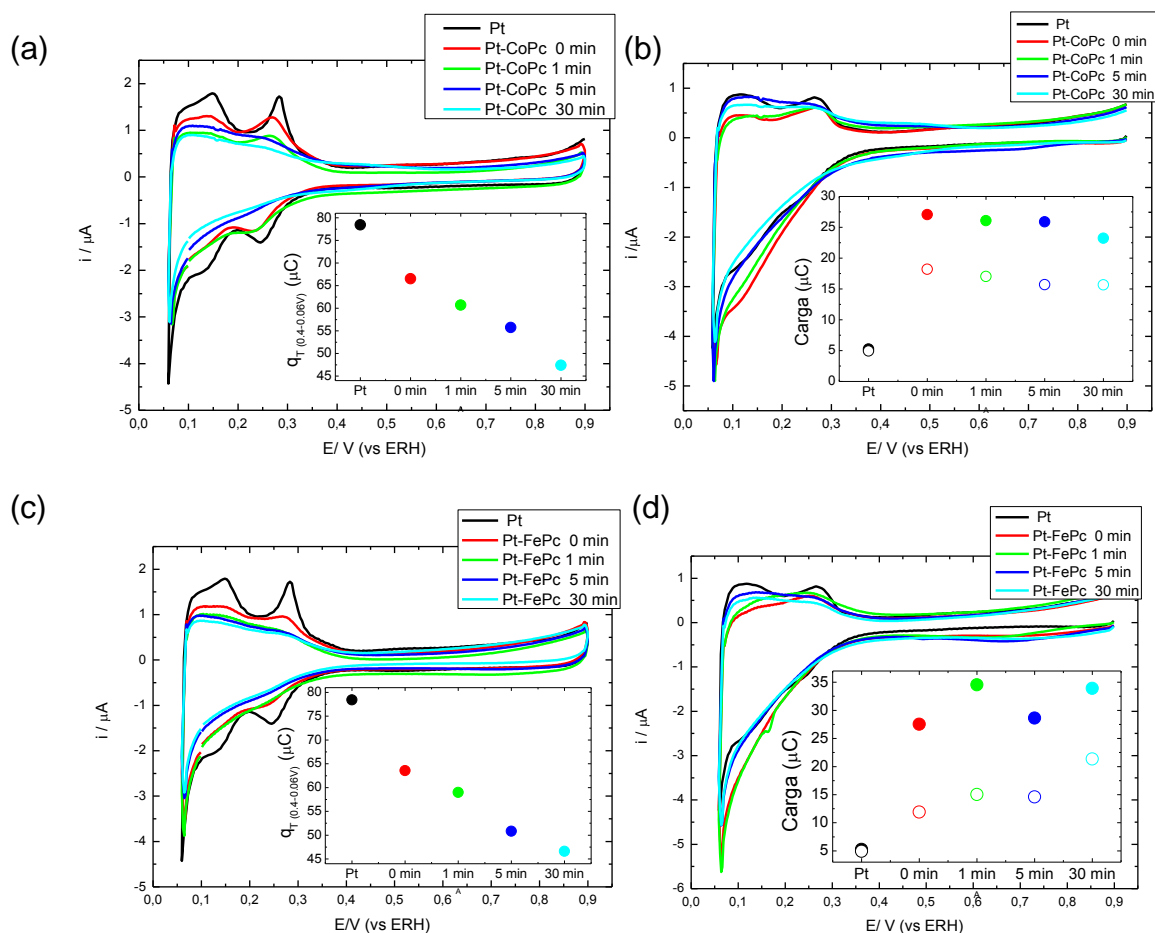 (a)
Pt
Pt-CoPc 0 min
Pt-CoPc 1 min
Pt-CoPc 5 min
Pt-CoPc 30 min
2
1
0
-1
-2
-3
-4
-5
i / µA
0,0 0,1 0,2 0,3 0,4 0,5 0,6 0,7 0,8 0,9
E/ V (vs ERH)
80
75
70
65
60
55
50
45
qT (0.4-0.06V) (µC)
Pt 0 min 1 min 5 min 30 min
A
(b)
Pt
Pt-CoPc 0 min
Pt-CoPc 1 min
Pt-CoPc 5 min
Pt-CoPc 30 min
1
0
-1
-2
-3
-4
-5
i /µA
0,0 0,1 0,2 0,3 0,4 0,5 0,6 0,7 0,8 0,9
E/ V (vs ERH)
30
25
20
15
10
5
0
Carga (µC)
Pt 0 min 1 min 5 min 30 min
A
(c)
Pt
Pt-FePc 0 min
Pt-FePc 1 min
Pt-FePc 5 min
Pt-FePc 30 min
2
1
0
-1
-2
-3
-4
-5
i / µA
0,0 0,1 0,2 0,3 0,4 0,5 0,6 0,7 0,8 0,9
E/V (vs ERH)
80
75
70
65
60
55
50
45
qT (0.4-0.06V) (µC)
Pt 0 min 1 min 5 min 30 min
A
(d)
Pt
Pt-FePc 0 min
Pt-FePc 1 min
Pt-FePc 5 min
Pt-FePc 30 min
1
0
-1
-2
-3
-4
-5
-6
i / µA
0,0 0,1 0,2 0,3 0,4 0,5 0,6 0,7 0,8 0,9
E/ V (vs ERH)
35
30
25
20
15
10
5
Carga (µC)
Pt 0 min 1 min 5 min 30 min
A